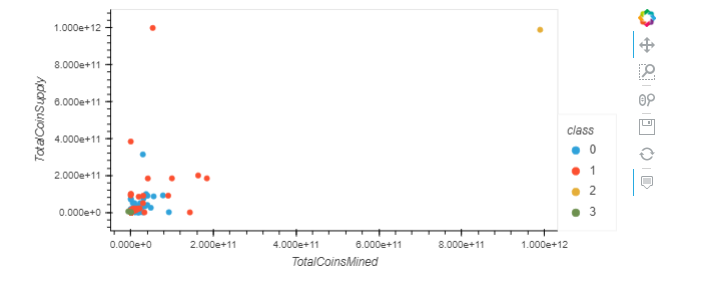 1.000e+12
8.000e+11
6.000e+11
4.000e+11
2.000e+11
0.000e+0
TotalCoinSupply
0.000e+0 2.000e+11 4.000e+11 6.000e+11 8.000e+11 1.000e+12
TotalCoinsMined
class
0
1
2
3